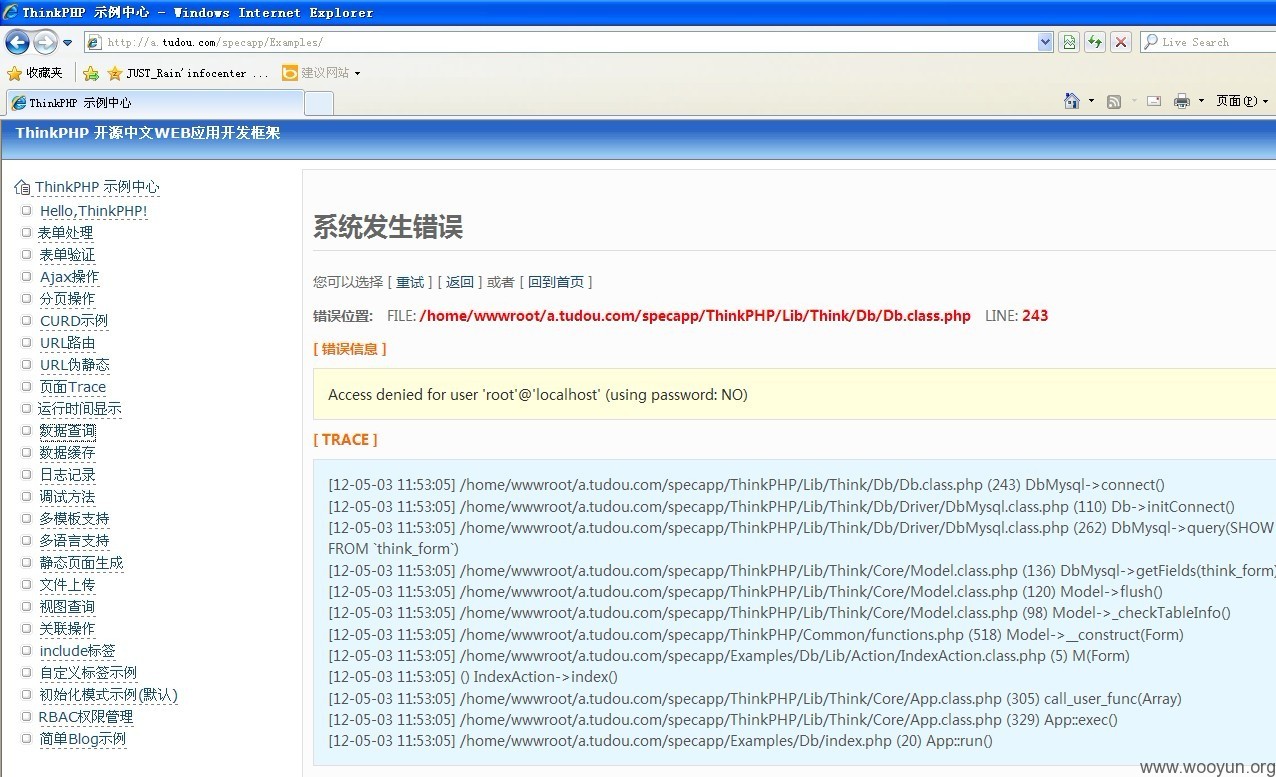 ThinkPHP 示例中心 - Windows Internet Explorer
http://a.tudou.com/specapp/Examples/
Live Search
收藏夹
JUST_Rain'infocenter ...
建议网站
ThinkPHP 示例中心
页面(P)
ThinkPHP 开源中文WEB应用开发框架
ThinkPHP 示例中心
Hello,ThinkPHP!
表单处理
表单验证
Ajax操作
分页操作
CURD示例
URL路由
URL伪静态
页面Trace
运行时间显示
数据查询
数据缓存
日志记录
调试方法
多模板支持
多语言支持
静态页面生成
文件上传
视图查询
关联操作
include标签
自定义标签示例
初始化模式示例(默认)
RBAC权限管理
简单Blog示例
系统发生错误
您可以选择 [ 重试 ] [ 返回 ] 或者 [ 回到首页 ]
错误位置: FILE: /home/wwwroot/a.tudou.com/specapp/ThinkPHP/Lib/Think/Db/Db.class.php LINE: 243
[ 错误信息 ]
Access denied for user 'root'@'localhost' (using password: NO)
[ TRACE ]
[12-05-03 11:53:05] /home/wwwroot/a.tudou.com/specapp/ThinkPHP/Lib/Think/Db/Db.class.php (243) DbMysql->connect()
[12-05-03 11:53:05] /home/wwwroot/a.tudou.com/specapp/ThinkPHP/Lib/Think/Db/Driver/DbMysql.class.php (110) Db->initConnect()
[12-05-03 11:53:05] /home/wwwroot/a.tudou.com/specapp/ThinkPHP/Lib/Think/Db/Driver/DbMysql.class.php (262) DbMysql->query(SHOW
FROM `think_form`)
[12-05-03 11:53:05] /home/wwwroot/a.tudou.com/specapp/ThinkPHP/Lib/Think/Core/Model.class.php (136) DbMysql->getFields(think_form)
[12-05-03 11:53:05] /home/wwwroot/a.tudou.com/specapp/ThinkPHP/Lib/Think/Core/Model.class.php (120) Model->flush()
[12-05-03 11:53:05] /home/wwwroot/a.tudou.com/specapp/ThinkPHP/Lib/Think/Core/Model.class.php (98) Model->_checkTableInfo()
[12-05-03 11:53:05] /home/wwwroot/a.tudou.com/specapp/ThinkPHP/Common/functions.php (518) Model->__construct(Form)
[12-05-03 11:53:05] /home/wwwroot/a.tudou.com/specapp/Examples/Db/Lib/Action/IndexAction.class.php (5) M(Form)
[12-05-03 11:53:05] () IndexAction->index()
[12-05-03 11:53:05] /home/wwwroot/a.tudou.com/specapp/ThinkPHP/Lib/Think/Core/App.class.php (305) call_user_func(Array)
[12-05-03 11:53:05] /home/wwwroot/a.tudou.com/specapp/ThinkPHP/Lib/Think/Core/App.class.php (329) App::exec()
[12-05-03 11:53:05] /home/wwwroot/a.tudou.com/specapp/Examples/Db/index.php (20) App::run()
www.wooyun.org